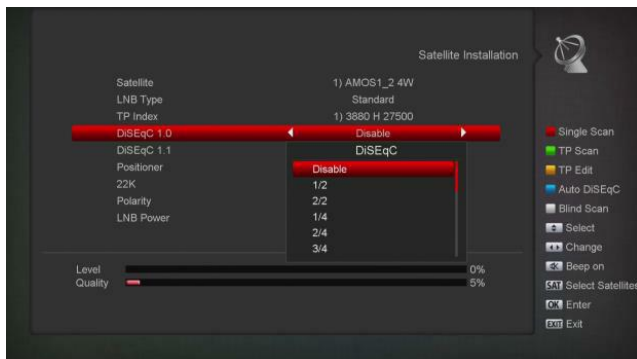 Satellite Installation
Satellite 1) AMOS1_2 4W
LNB Type Standard
TP Index 1) 3880 H 27500
DiSEqC 1.0 Disable
DiSEqC 1.1 DiSEqC
Positioner Disable
22K 1/2
Polarity 2/2
LNB Power 1/4
2/4
3/4
Level 0%
Quality 5%
Single Scan
TP Scan
TP Edit
Auto DiSEqC
Blind Scan
Select
Change
OK Beep on
SAT Select Satellites
OK Enter
EXIT Exit